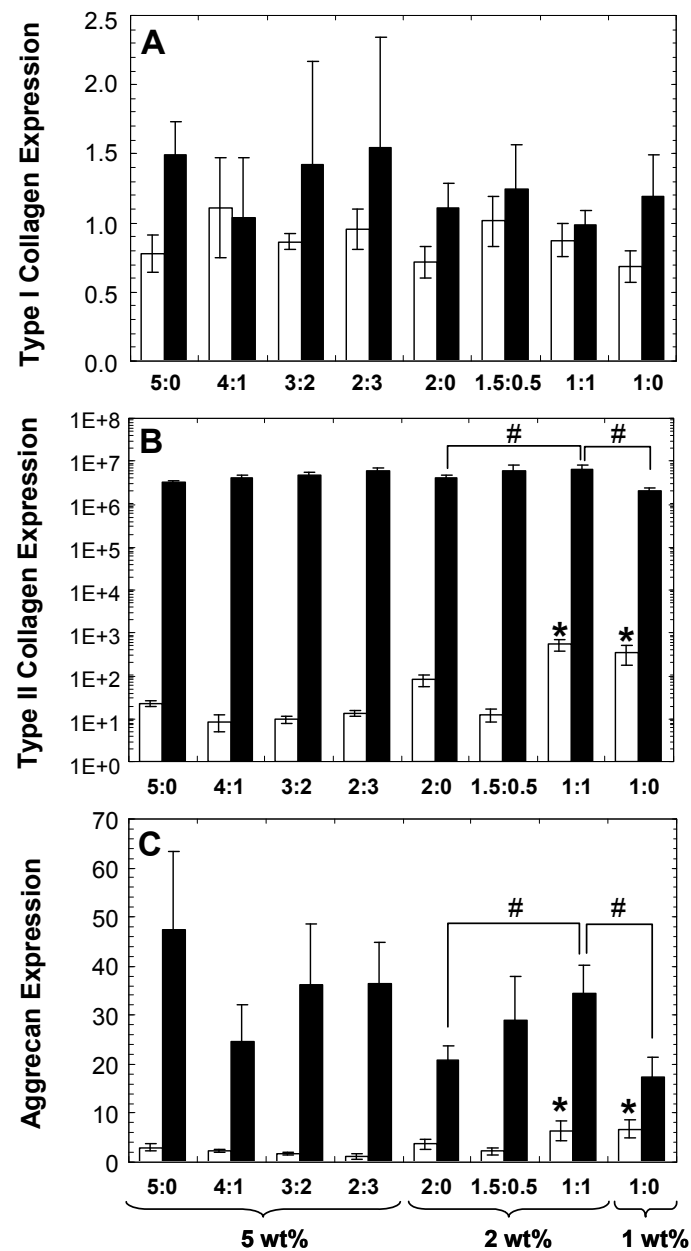 A
Type I Collagen Expression
2.5
2.0
1.5
1.0
0.5
0.0
5:0 4:1 3:2 2:3 2:0 1.5:0.5 1:1 1:0
B
Type II Collagen Expression
1E+8
1E+7
1E+6
1E+5
1E+4
1E+3
1E+2
1E+1
1E+0
# #
* *
5:0 4:1 3:2 2:3 2:0 1.5:0.5 1:1 1:0
C
Aggrecan Expression
70
60
50
40
30
20
10
0
# #
* *
5:0 4:1 3:2 2:3 2:0 1.5:0.5 1:1 1:0
5 wt% 2 wt% 1 wt%